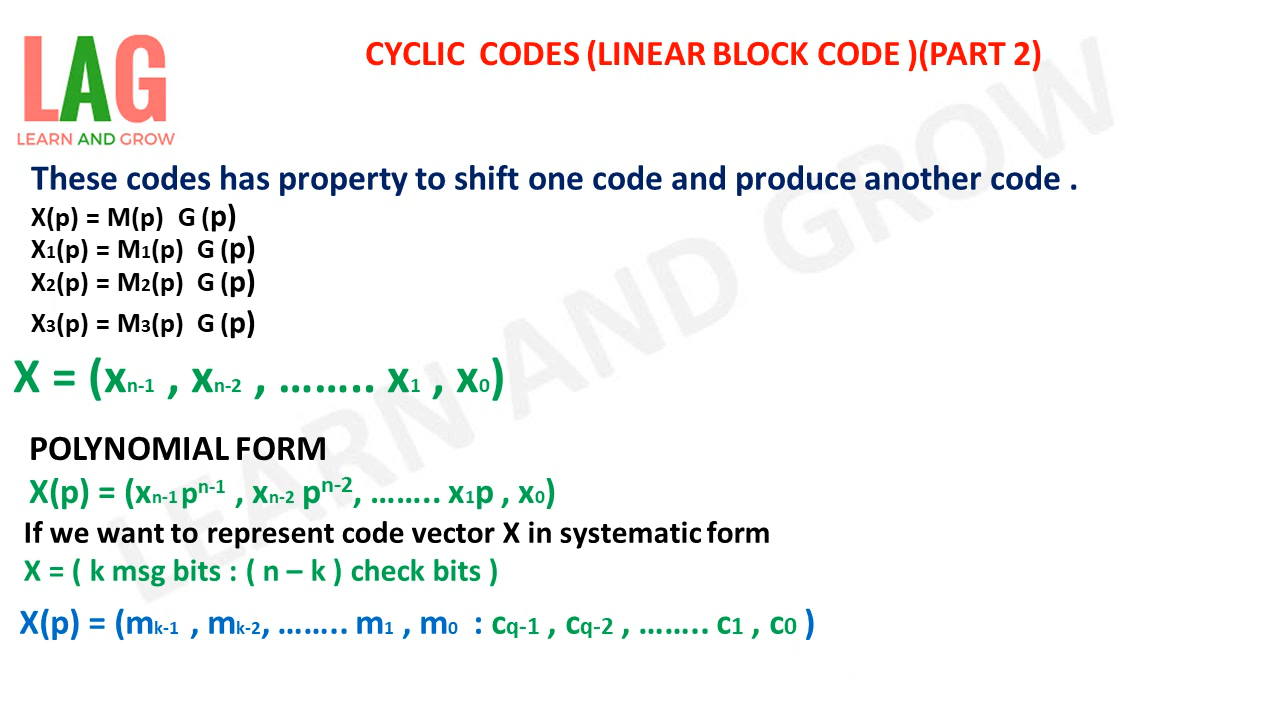 LAG
LEARN AND GROW
CYCLIC CODES (LINEAR BLOCK CODE )(PART 2)
These codes has property to shift one code and produce another code .
X(p) = M(p) G (p)
X₁(p) = M₁(p) G (p)
X₂(p) = M₂(p) G (p)
X₃(p) = M₃(p) G (p)
X = (xₙ₋₁ , xₙ₋₂ , …….. x₁ , x₀)
POLYNOMIAL FORM
X(p) = (xₙ₋₁ pⁿ⁻¹ , xₙ₋₂ pⁿ⁻², …….. x₁p , x₀)
If we want to represent code vector X in systematic form
X = ( k msg bits : ( n – k ) check bits )
X(p) = (mₖ₋₁ , mₖ₋₂, …….. m₁ , m₀ : cq-1 , cq-2 , …….. c1 , c0 )
LEARN AND GROW